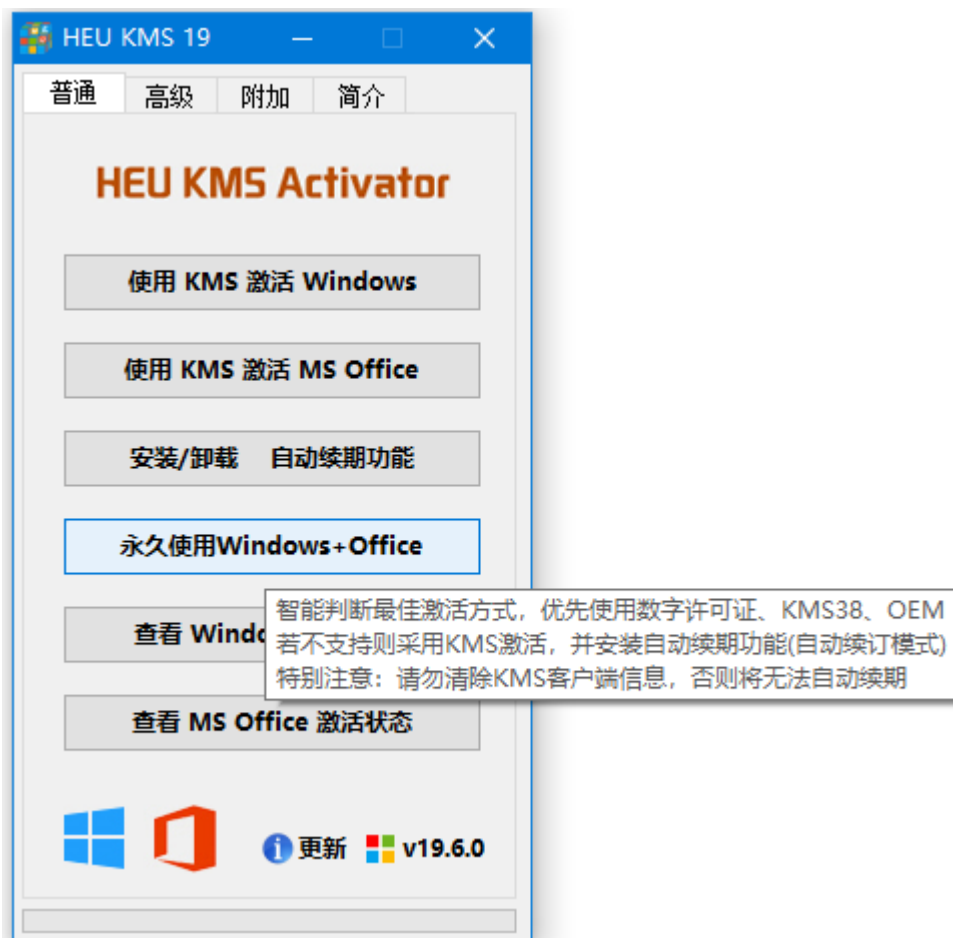 HEU KMS 19
普通 高级 附加 简介
HEU KMS Activator
使用 KMS 激活 Windows
使用 KMS 激活 MS Office
安装/卸载 自动续期功能
永久使用Windows+Office
智能判断最佳激活方式，优先使用数字许可证、KMS38、OEM
若不支持则采用KMS激活，并安装自动续期功能(自动续订模式)
特别注意：请勿清除KMS客户端信息，否则将无法自动续期
查看 Windo
查看 MS Office 激活状态
更新 v19.6.0